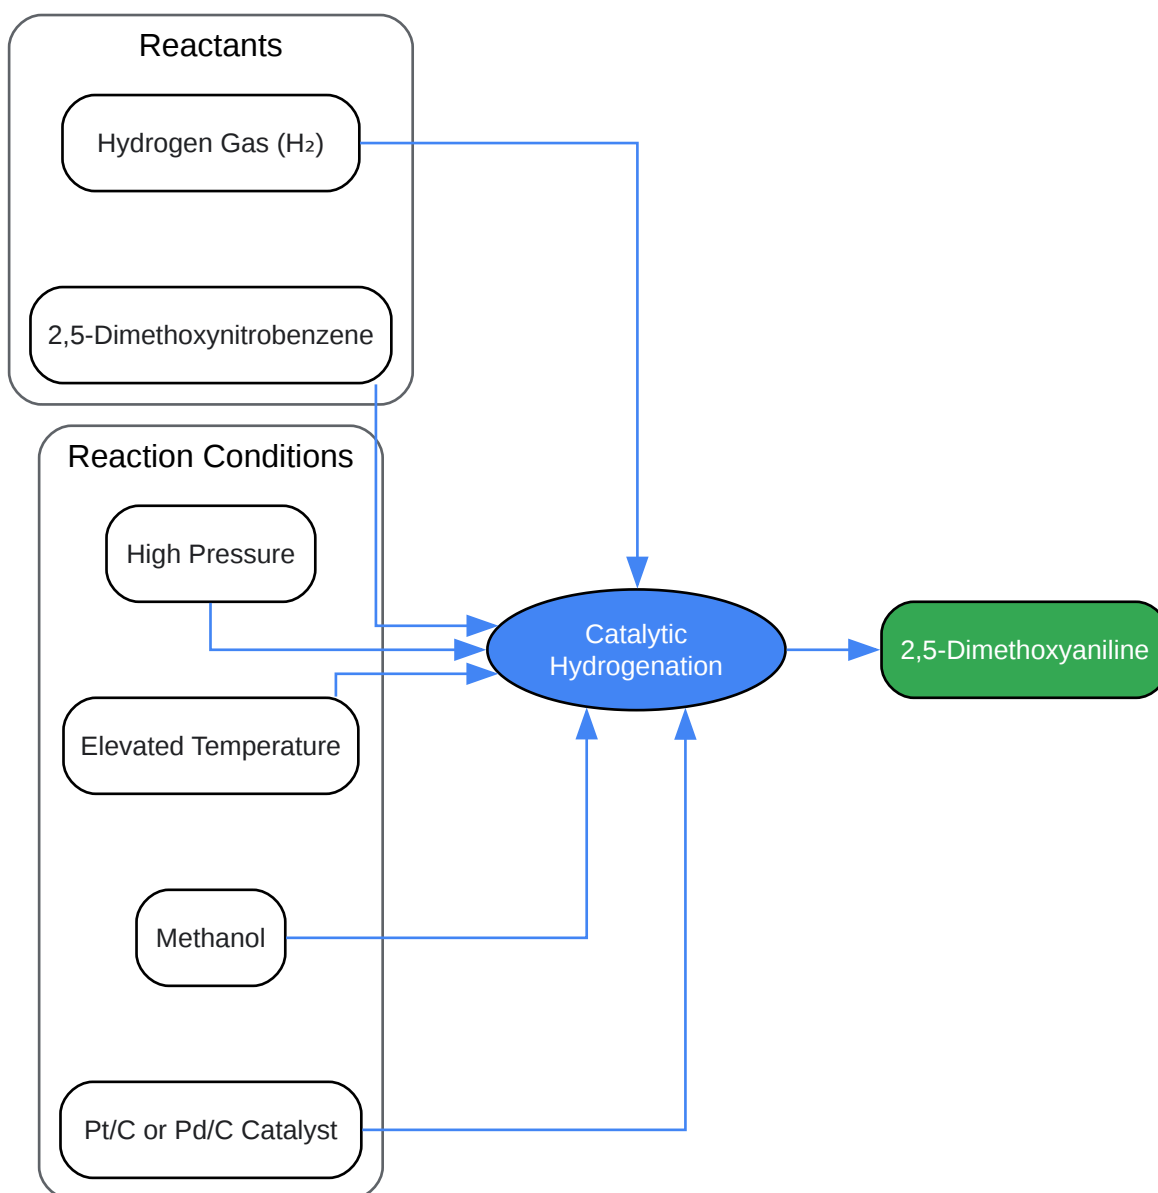 Reactants
Hydrogen Gas (H₂)
2,5-Dimethoxynitrobenzene
Reaction Conditions
High Pressure
Elevated Temperature
Methanol
Pt/C or Pd/C Catalyst
Catalytic
Hydrogenation
2,5-Dimethoxyaniline